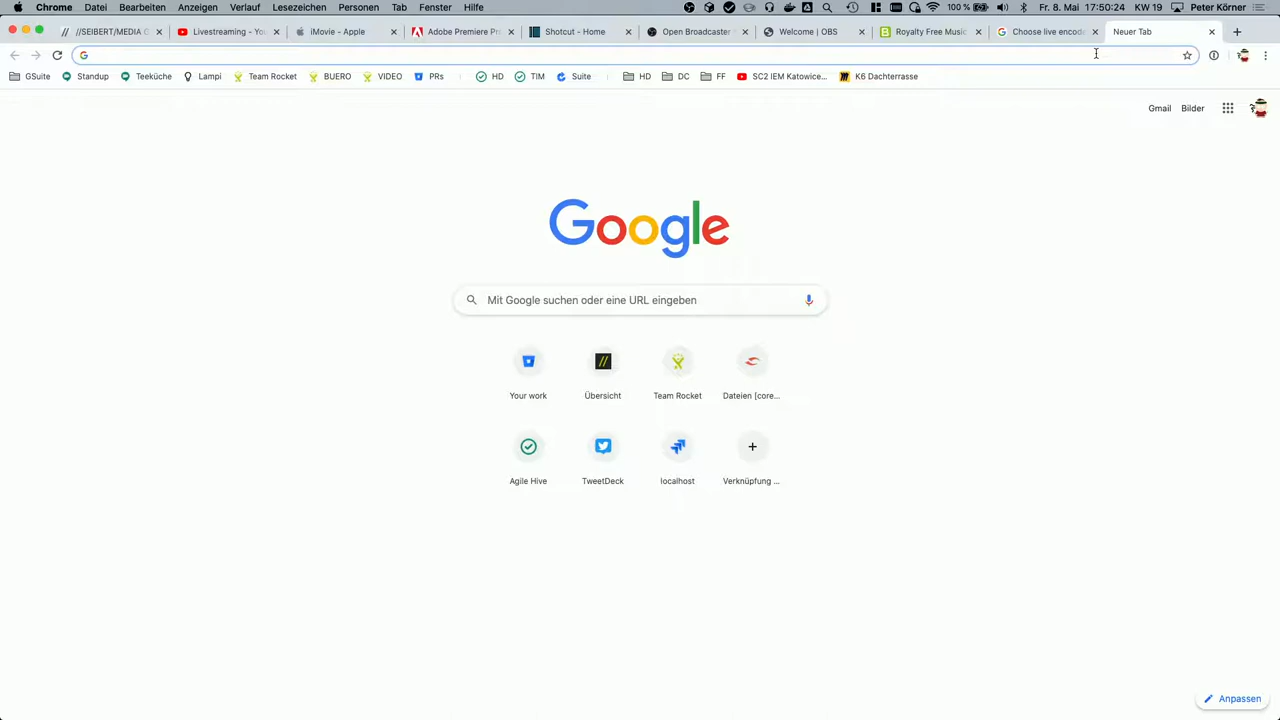 Chrome Datei Bearbeiten Anzeigen Verlauf Lesezeichen Personen Tab Fenster Hilfe 100 % Fr. 8. Mai 17:50:24 KW 19 Peter Körner
//SEIBERT/MEDIA Livestreaming - Yo iMovie - Apple Adobe Premiere Pr Shotcut - Home Open Broadcaster Welcome | OBS Royalty Free Music Choose live encod Neuer Tab
GSuite Standup Teeküche Lampi Team Rocket BUERO VIDEO PRs HD TIM Suite HD DC FF SC2 IEM Katowice... K6 Dachterrasse
Gmail Bilder
Google
Mit Google suchen oder eine URL eingeben
Your work Übersicht Team Rocket Dateien [core...
Agile Hive TweetDeck localhost Verknüpfung ...
Anpassen